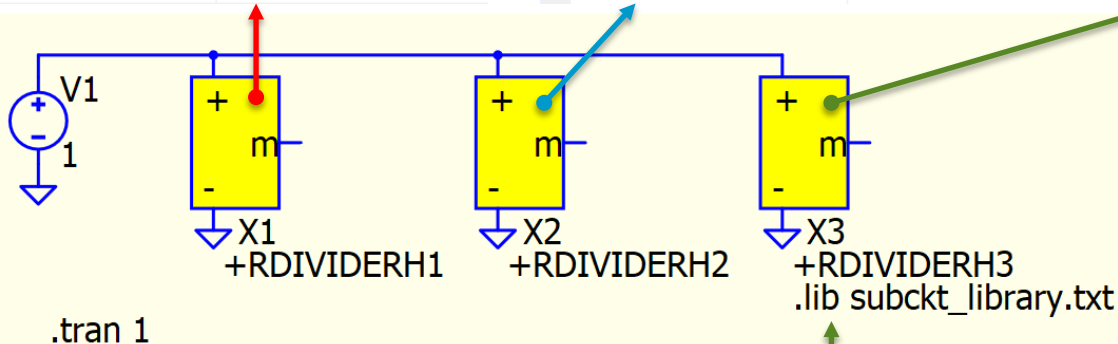 V1
1
+
m
-
X1
+RDIVIDERH1
+
m
-
X2
+RDIVIDERH2
+
m
-
X3
+RDIVIDERH3
.lib subckt_library.txt
.tran 1